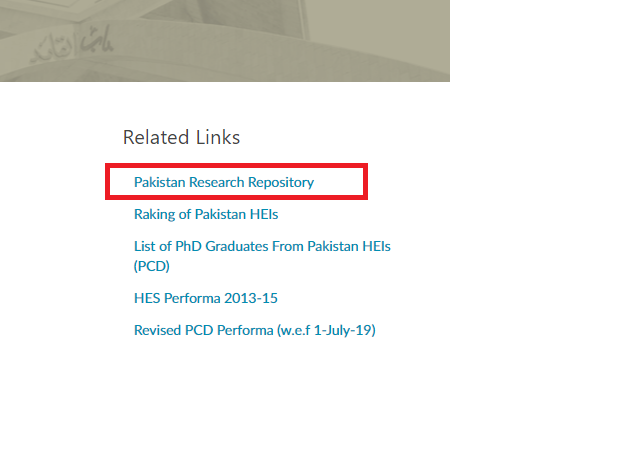 Related Links
Pakistan Research Repository
Raking of Pakistan HEIs
List of PhD Graduates From Pakistan HEIs
(PCD)
HES Performa 2013-15
Revised PCD Performa (w.e.f 1-July-19)